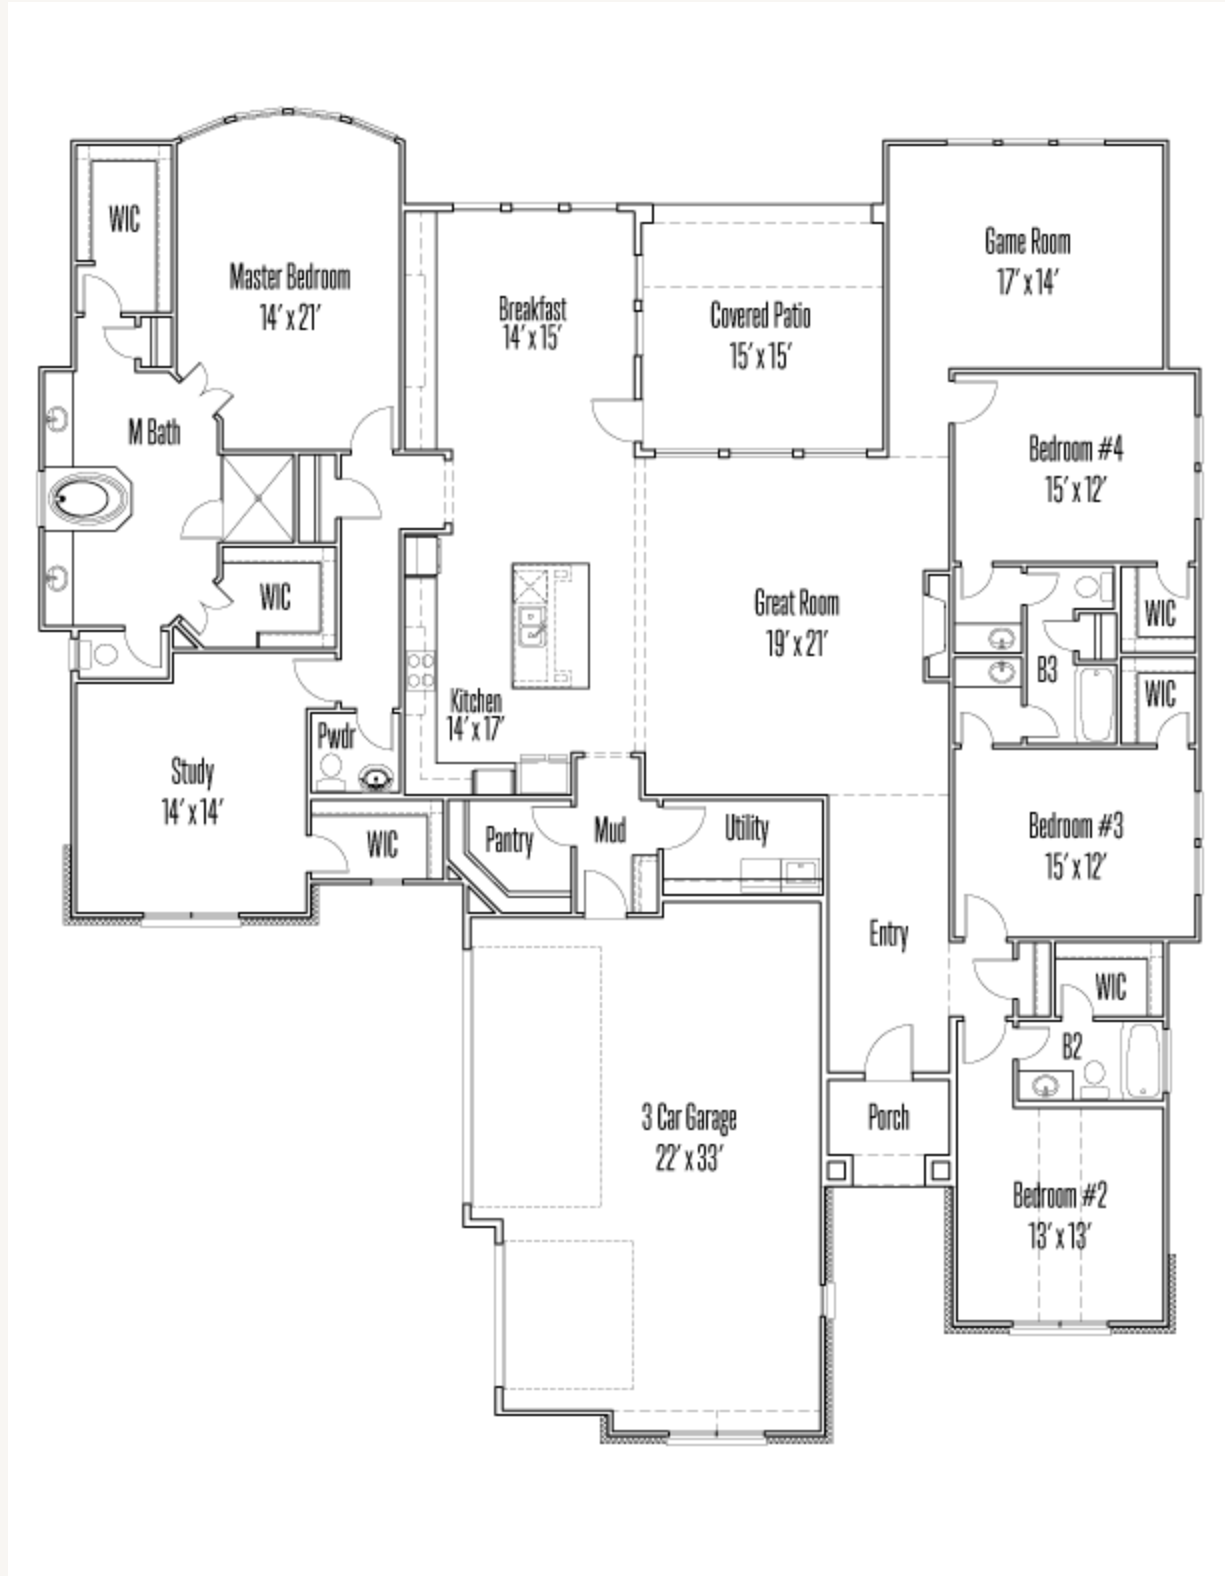 WIC
Master Bedroom
14' x 21'
Breakfast
14' x 15'
Covered Patio
15' x 15'
Game Room
17' x 14'
M Bath
Bedroom #4
15' x 12'
WIC
Great Room
19' x 21'
WIC
B3
WIC
Kitchen
14' x 17'
Pwdr
Study
14' x 14'
WIC
Pantry
Mud
Utility
Bedroom #3
15' x 12'
Entry
WIC
B2
3 Car Garage
22' x 33'
Porch
Bedroom #2
13' x 13'